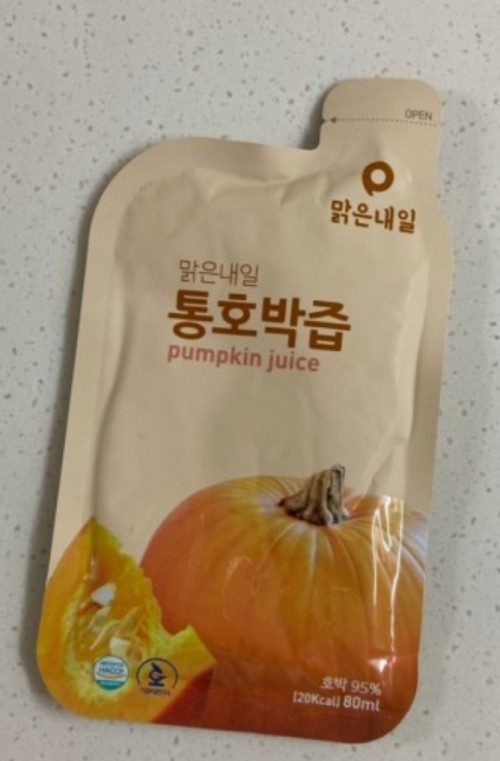 OPEN
맑은내일
맑은내일
통호박즙
pumpkin juice
HACCP
호박 95%
[20Kcal] 80ml